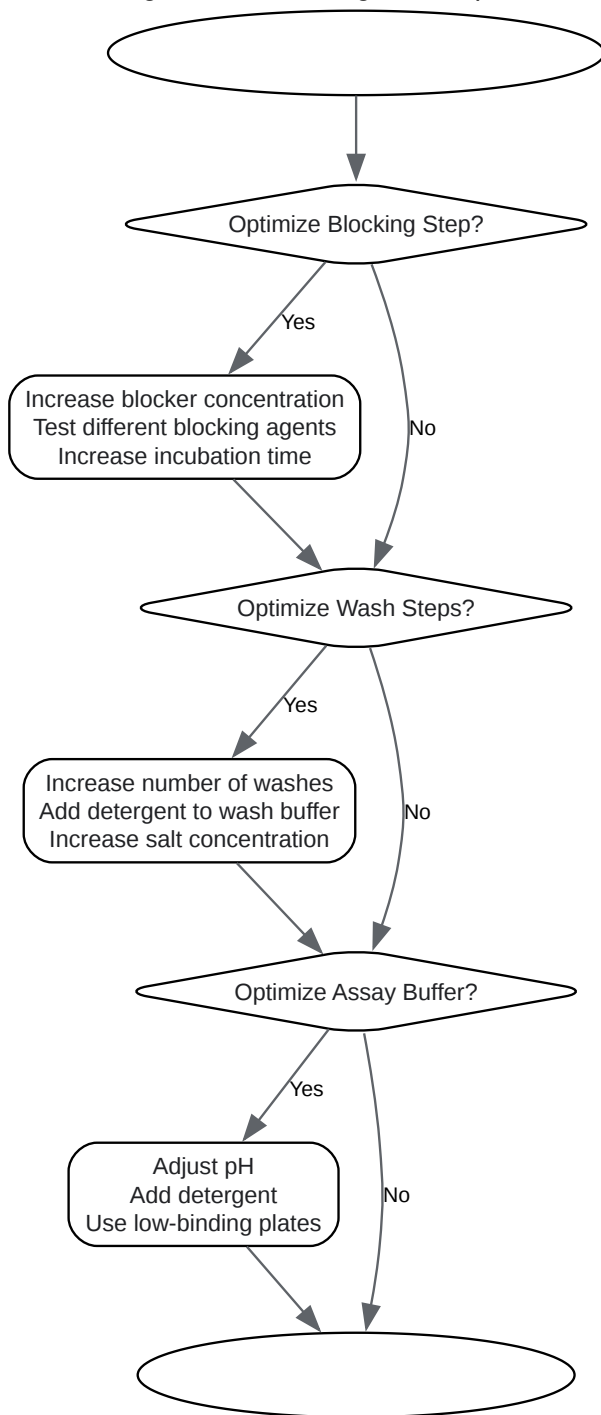 Optimize Blocking Step?
Yes
Increase blocker concentration
Test different blocking agents
Increase incubation time
No
Optimize Wash Steps?
Yes
Increase number of washes
Add detergent to wash buffer
Increase salt concentration
No
Optimize Assay Buffer?
Yes
Adjust pH
Add detergent
Use low-binding plates
No